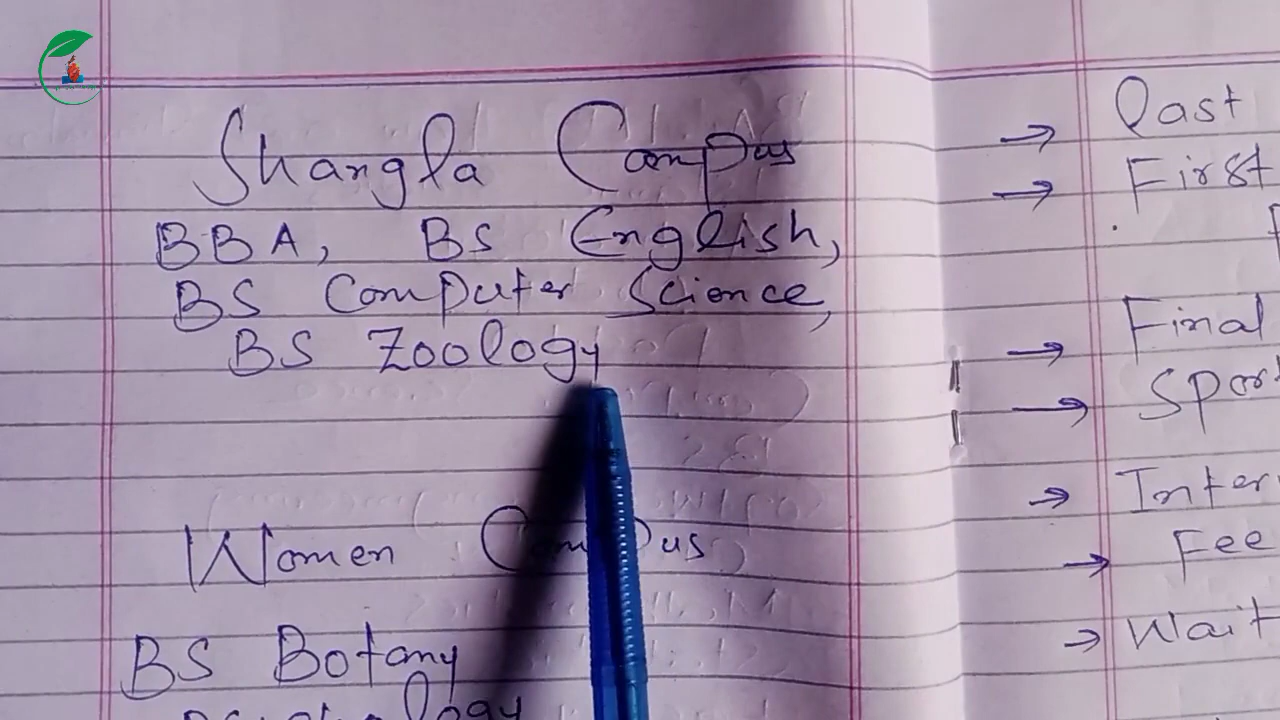 Shangla Campus
BBA, BS English,
BS Computer Science,
BS Zoology
Women Campus
BS Botany
last
First
Final
Spor
Inter
Fee
Wait